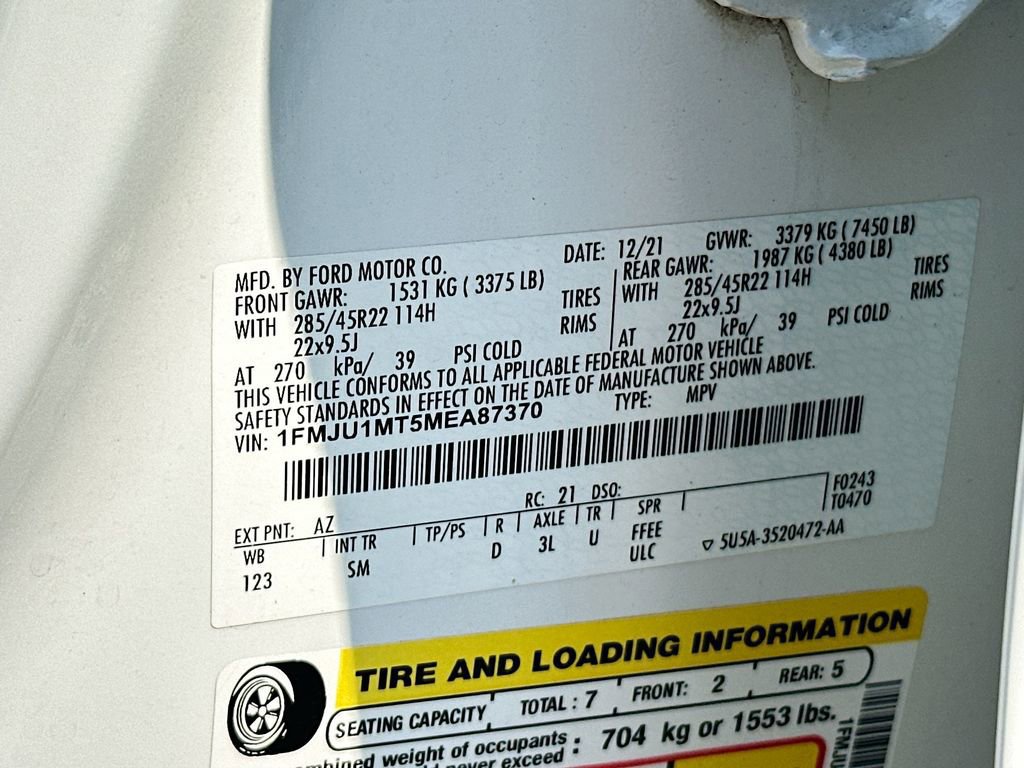 MFD. BY FORD MOTOR CO.
DATE: 12/21 GVWR: 3379 KG ( 7450 LB)
FRONT GAWR: 1531 KG ( 3375 LB)
WITH 285/45R22 114H TIRES
22x9.5J RIMS
AT 270 kPa/ 39 PSI COLD
REAR GAWR: 1987 KG ( 4380 LB)
WITH 285/45R22 114H TIRES
22x9.5J RIMS
AT 270 kPa/ 39 PSI COLD
THIS VEHICLE CONFORMS TO ALL APPLICABLE FEDERAL MOTOR VEHICLE
SAFETY STANDARDS IN EFFECT ON THE DATE OF MANUFACTURE SHOWN ABOVE.
VIN: 1FMJU1MT5MEA87370 TYPE: MPV
RC: 21 DSO:
F0243
T0470
EXT PNT: AZ
WB INT TR TP/PS R AXLE TR SPR
123 SM D 3L U FFEE
ULC
5U5A-3520472-AA
TIRE AND LOADING INFORMATION
SEATING CAPACITY TOTAL : 7 FRONT: 2 REAR: 5
weight of occupants : 704 kg or 1553 lbs.
never exceed
1FMJU